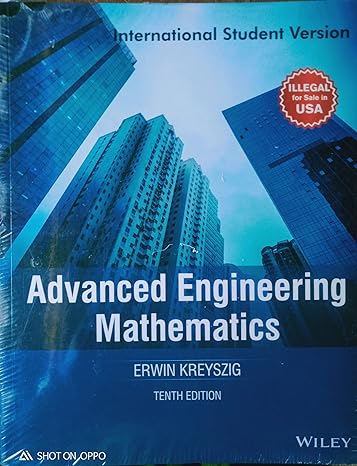 International Student Version
ILLEGAL
for Sale in
USA
Advanced Engineering
Mathematics
ERWIN KREYSZIG
TENTH EDITION
WILEY
SHOT ON OPPO